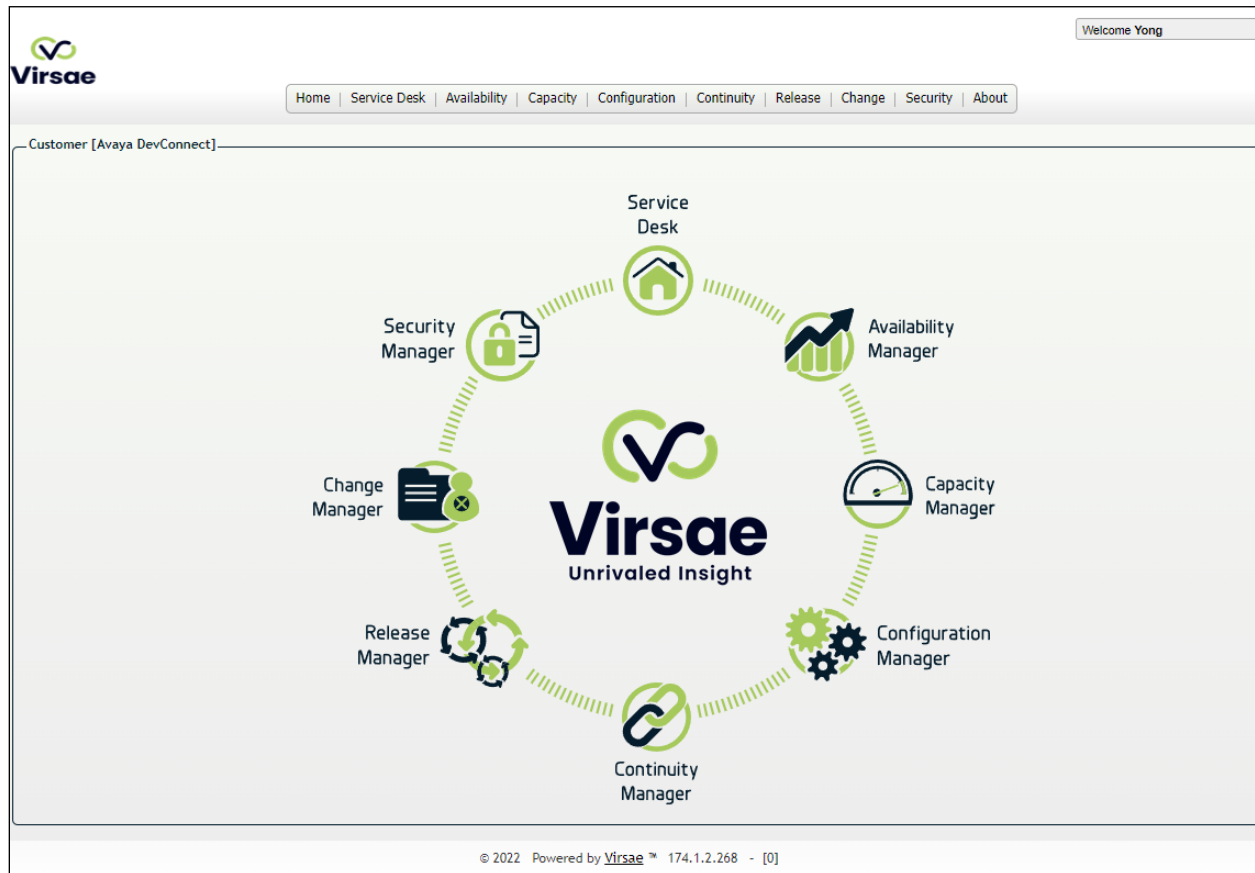 Welcome Yong
Virsae
Home | Service Desk | Availability | Capacity | Configuration | Continuity | Release | Change | Security | About
Customer [Avaya DevConnect]
Service
Desk
Security
Manager
Availability
Manager
Change
Manager
Capacity
Manager
Virsae
Unrivaled Insight
Release
Manager
Configuration
Manager
Continuity
Manager
© 2022 Powered by Virsae ™ 174.1.2.268 - [0]